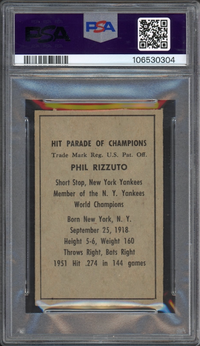 PSA
PSA
106530304
HIT PARADE OF CHAMPIONS
Trade Mark Reg. U.S. Pat. Off.
PHIL RIZZUTO
Short Stop, New York Yankees
Member of the N. Y. Yankees
World Champions
Born New York, N. Y.
September 25, 1918
Height 5-6, Weight 160
Throws Right, Bats Right
1951 Hit .274 in 144 games